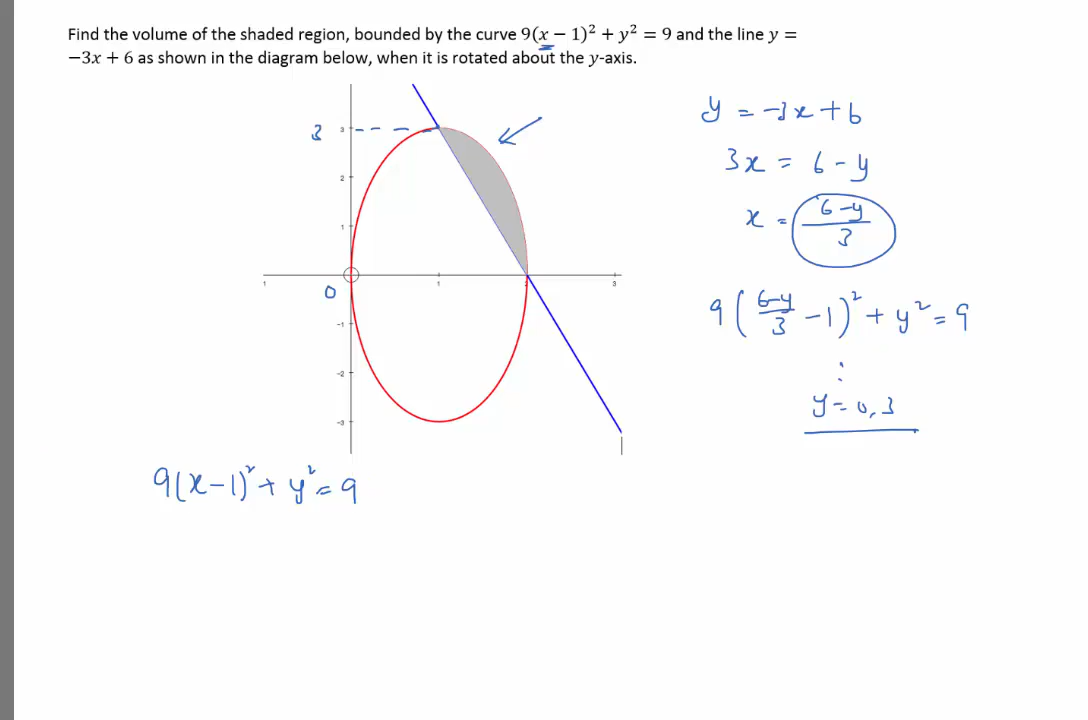 Find the volume of the shaded region, bounded by the curve 9(x − 1)² + y² = 9 and the line y =
−3x + 6 as shown in the diagram below, when it is rotated about the y-axis.
y = -3x + 6
3x = 6 - y
x = (6-y)/3
9((6-y)/3 - 1)² + y² = 9
⋮
y = 0, 3
3 3
2
1
0
1 1 2 3
-1
-2
-3
9(x-1)² + y² = 9